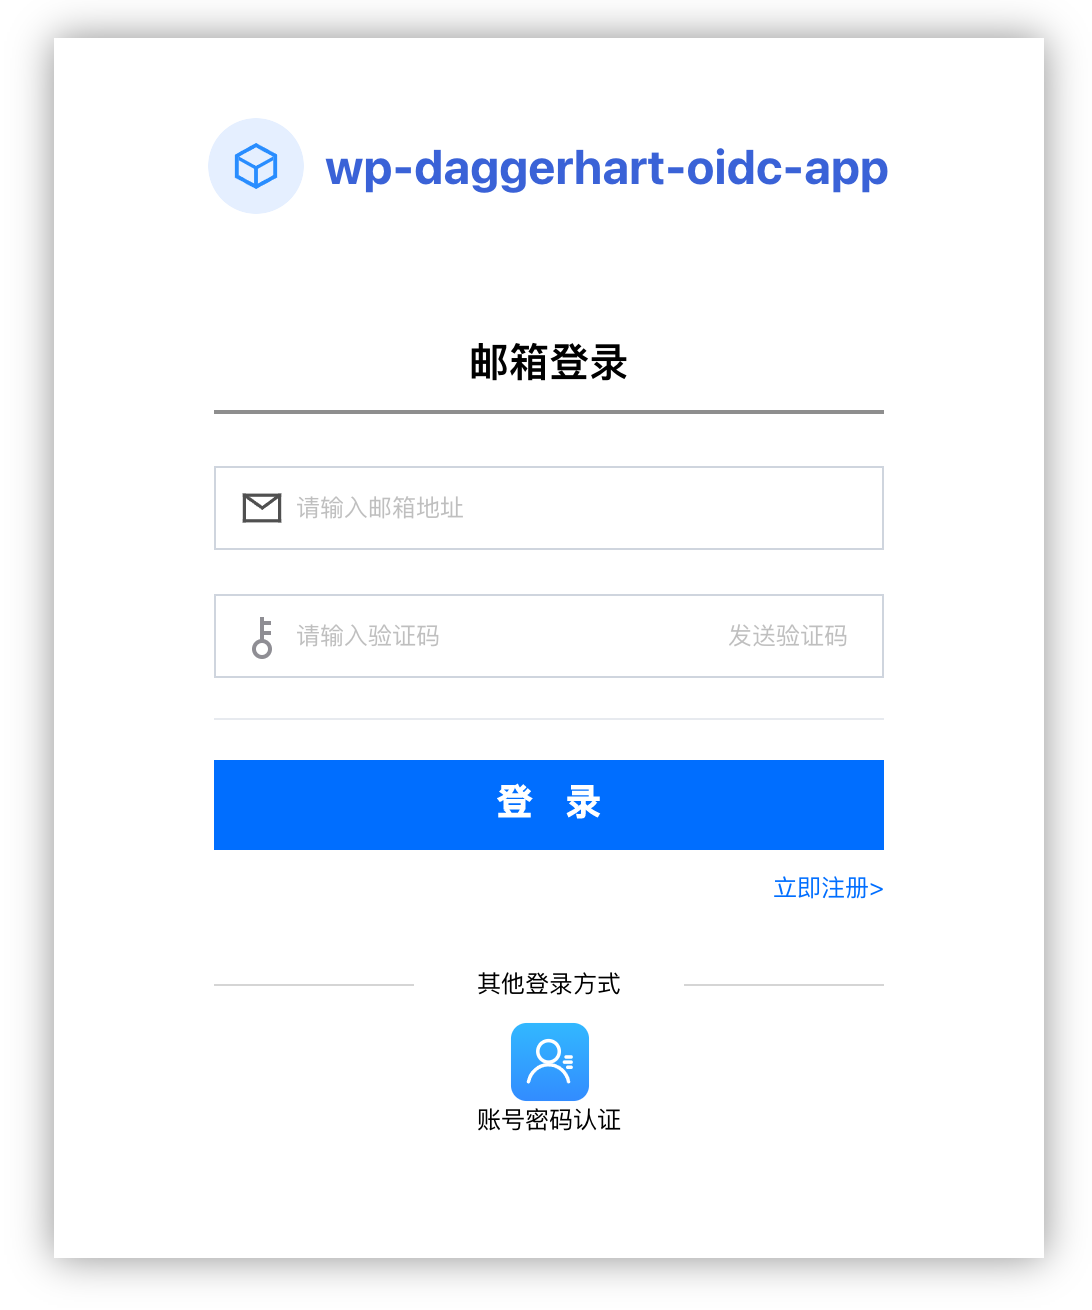 wp-daggerhart-oidc-app
邮箱登录
请输入邮箱地址
请输入验证码 发送验证码
登 录
立即注册>
其他登录方式
账号密码认证